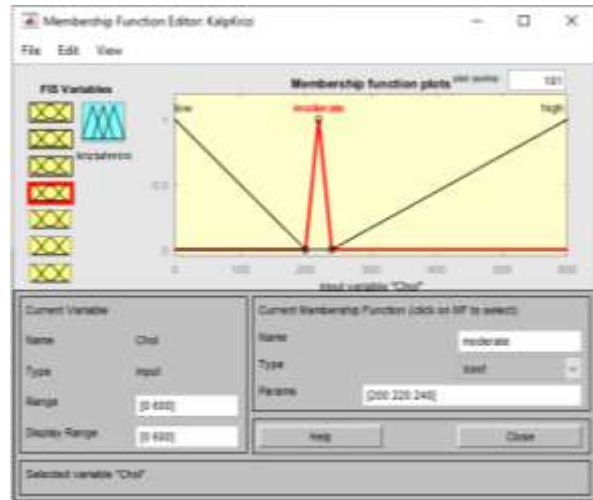 Membership Function Editor: KalpKrizi
File Edit View
FIS Variables
Membership function plots
plot points:
181
low
moderate
high
1
0.5
0
0 100 200 300 400 500 600
input variable "Chol"
Current Variable
Name Chol
Type input
Range [0 600]
Display Range [0 600]
Current Membership Function (click on MF to select)
Name moderate
Type trimf
Params [200 220 240]
Help Close
Selected variable "Chol"